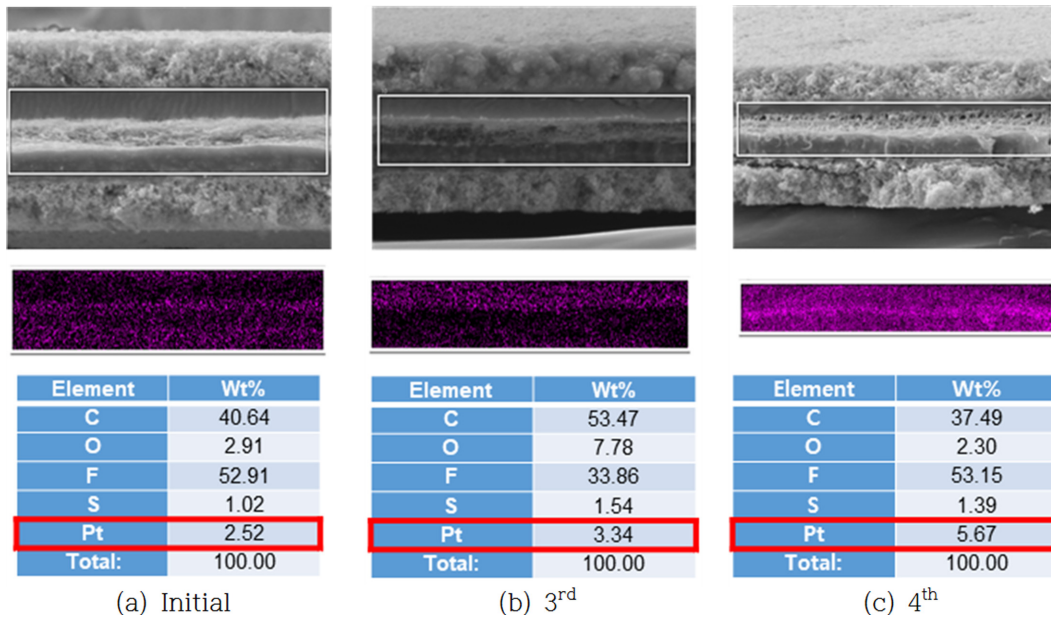 Element Wt%
C 40.64
O 2.91
F 52.91
S 1.02
Pt 2.52
Total: 100.00
(a) Initial
Element Wt%
C 53.47
O 7.78
F 33.86
S 1.54
Pt 3.34
Total: 100.00
(b) 3rd
Element Wt%
C 37.49
O 2.30
F 53.15
S 1.39
Pt 5.67
Total: 100.00
(c) 4th